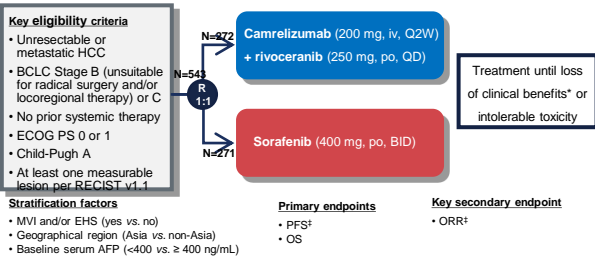 Key eligibility criteria
• Unresectable or
metastatic HCC
• BCLC Stage B (unsuitable
for radical surgery and/or
locoregional therapy) or C
• No prior systemic therapy
• ECOG PS 0 or 1
• Child-Pugh A
• At least one measurable
lesion per RECIST v1.1
N=543
R
1:1
N=272
Camrelizumab (200 mg, iv, Q2W)
+ rivoceranib (250 mg, po, QD)
N=271
Sorafenib (400 mg, po, BID)
Treatment until loss
of clinical benefits* or
intolerable toxicity
Stratification factors
• MVI and/or EHS (yes vs. no)
• Geographical region (Asia vs. non-Asia)
• Baseline serum AFP (<400 vs. ≥ 400 ng/mL)
Primary endpoints
• PFS‡
• OS
Key secondary endpoint
• ORR‡